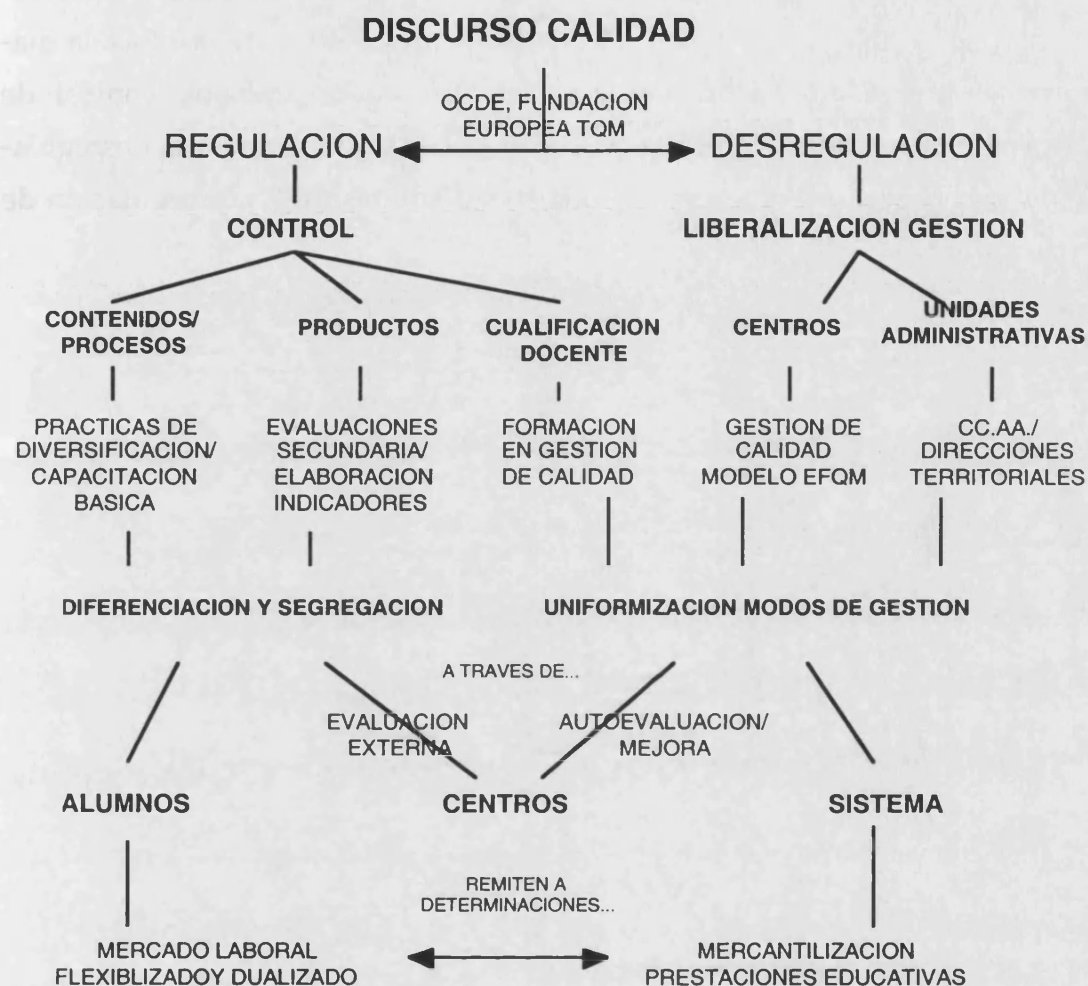 DISCURSO CALIDAD
OCDE, FUNDACION
EUROPEA TQM
REGULACION
DESREGULACION
CONTROL
LIBERALIZACION GESTION
CONTENIDOS/
PROCESOS
PRODUCTOS
CUALIFICACION
DOCENTE
CENTROS
UNIDADES
ADMINISTRATIVAS
PRACTICAS DE
DIVERSIFICACION/
CAPACITACION
BASICA
EVALUACIONES
SECUNDARIA/
ELABORACION
INDICADORES
FORMACION
EN GESTION
DE CALIDAD
GESTION DE
CALIDAD
MODELO EFQM
CC.AA./
DIRECCIONES
TERRITORIALES
DIFERENCIACION Y SEGREGACION
UNIFORMIZACION MODOS DE GESTION
A TRAVES DE...
EVALUACION
EXTERNA
AUTOEVALUACION/
MEJORA
ALUMNOS
CENTROS
SISTEMA
REMITEN A
DETERMINACIONES...
MERCADO LABORAL
FLEXIBLIZADOY DUALIZADO
MERCANTILIZACION
PRESTACIONES EDUCATIVAS